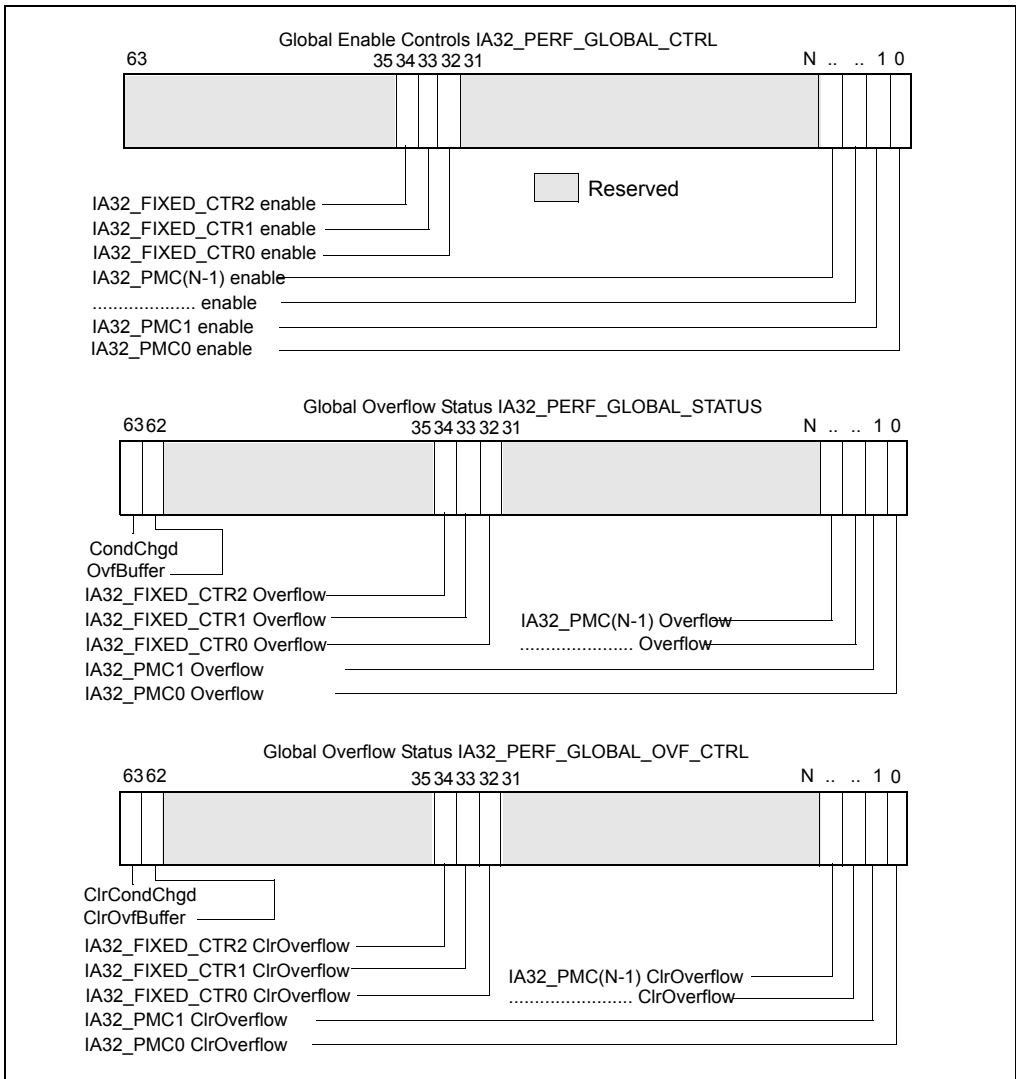 Global Enable Controls IA32_PERF_GLOBAL_CTRL
63 35 34 33 32 31 N .. .. 1 0
Reserved
IA32_FIXED_CTR2 enable
IA32_FIXED_CTR1 enable
IA32_FIXED_CTR0 enable
IA32_PMC(N-1) enable
.................... enable
IA32_PMC1 enable
IA32_PMC0 enable
Global Overflow Status IA32_PERF_GLOBAL_STATUS
63 62 35 34 33 32 31 N .. .. 1 0
CondChgd
OvfBuffer
IA32_FIXED_CTR2 Overflow
IA32_FIXED_CTR1 Overflow
IA32_FIXED_CTR0 Overflow
IA32_PMC(N-1) Overflow
...................... Overflow
IA32_PMC1 Overflow
IA32_PMC0 Overflow
Global Overflow Status IA32_PERF_GLOBAL_OVF_CTRL
63 62 35 34 33 32 31 N .. .. 1 0
ClrCondChgd
ClrOvfBuffer
IA32_FIXED_CTR2 ClrOverflow
IA32_FIXED_CTR1 ClrOverflow
IA32_FIXED_CTR0 ClrOverflow
IA32_PMC(N-1) ClrOverflow
........................ ClrOverflow
IA32_PMC1 ClrOverflow
IA32_PMC0 ClrOverflow